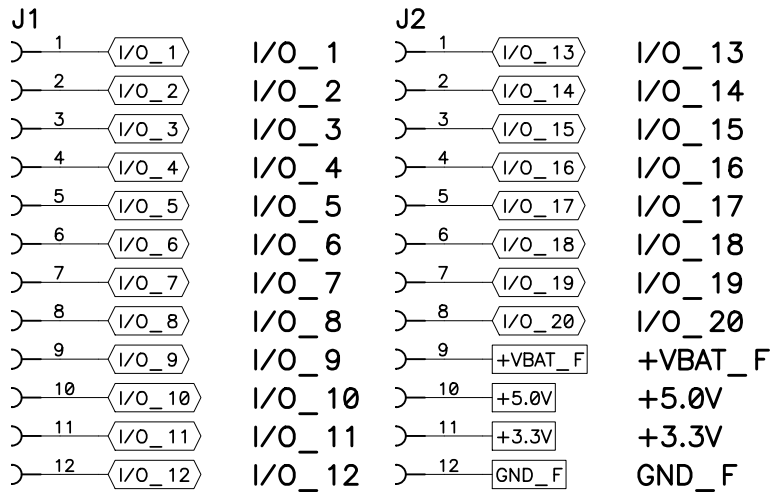 J1 J2
1 I/O_1 I/O_1 1 I/O_13 I/O_13
2 I/O_2 I/O_2 2 I/O_14 I/O_14
3 I/O_3 I/O_3 3 I/O_15 I/O_15
4 I/O_4 I/O_4 4 I/O_16 I/O_16
5 I/O_5 I/O_5 5 I/O_17 I/O_17
6 I/O_6 I/O_6 6 I/O_18 I/O_18
7 I/O_7 I/O_7 7 I/O_19 I/O_19
8 I/O_8 I/O_8 8 I/O_20 I/O_20
9 I/O_9 I/O_9 9 +VBAT_F +VBAT_F
10 I/O_10 I/O_10 10 +5.0V +5.0V
11 I/O_11 I/O_11 11 +3.3V +3.3V
12 I/O_12 I/O_12 12 GND_F GND_F